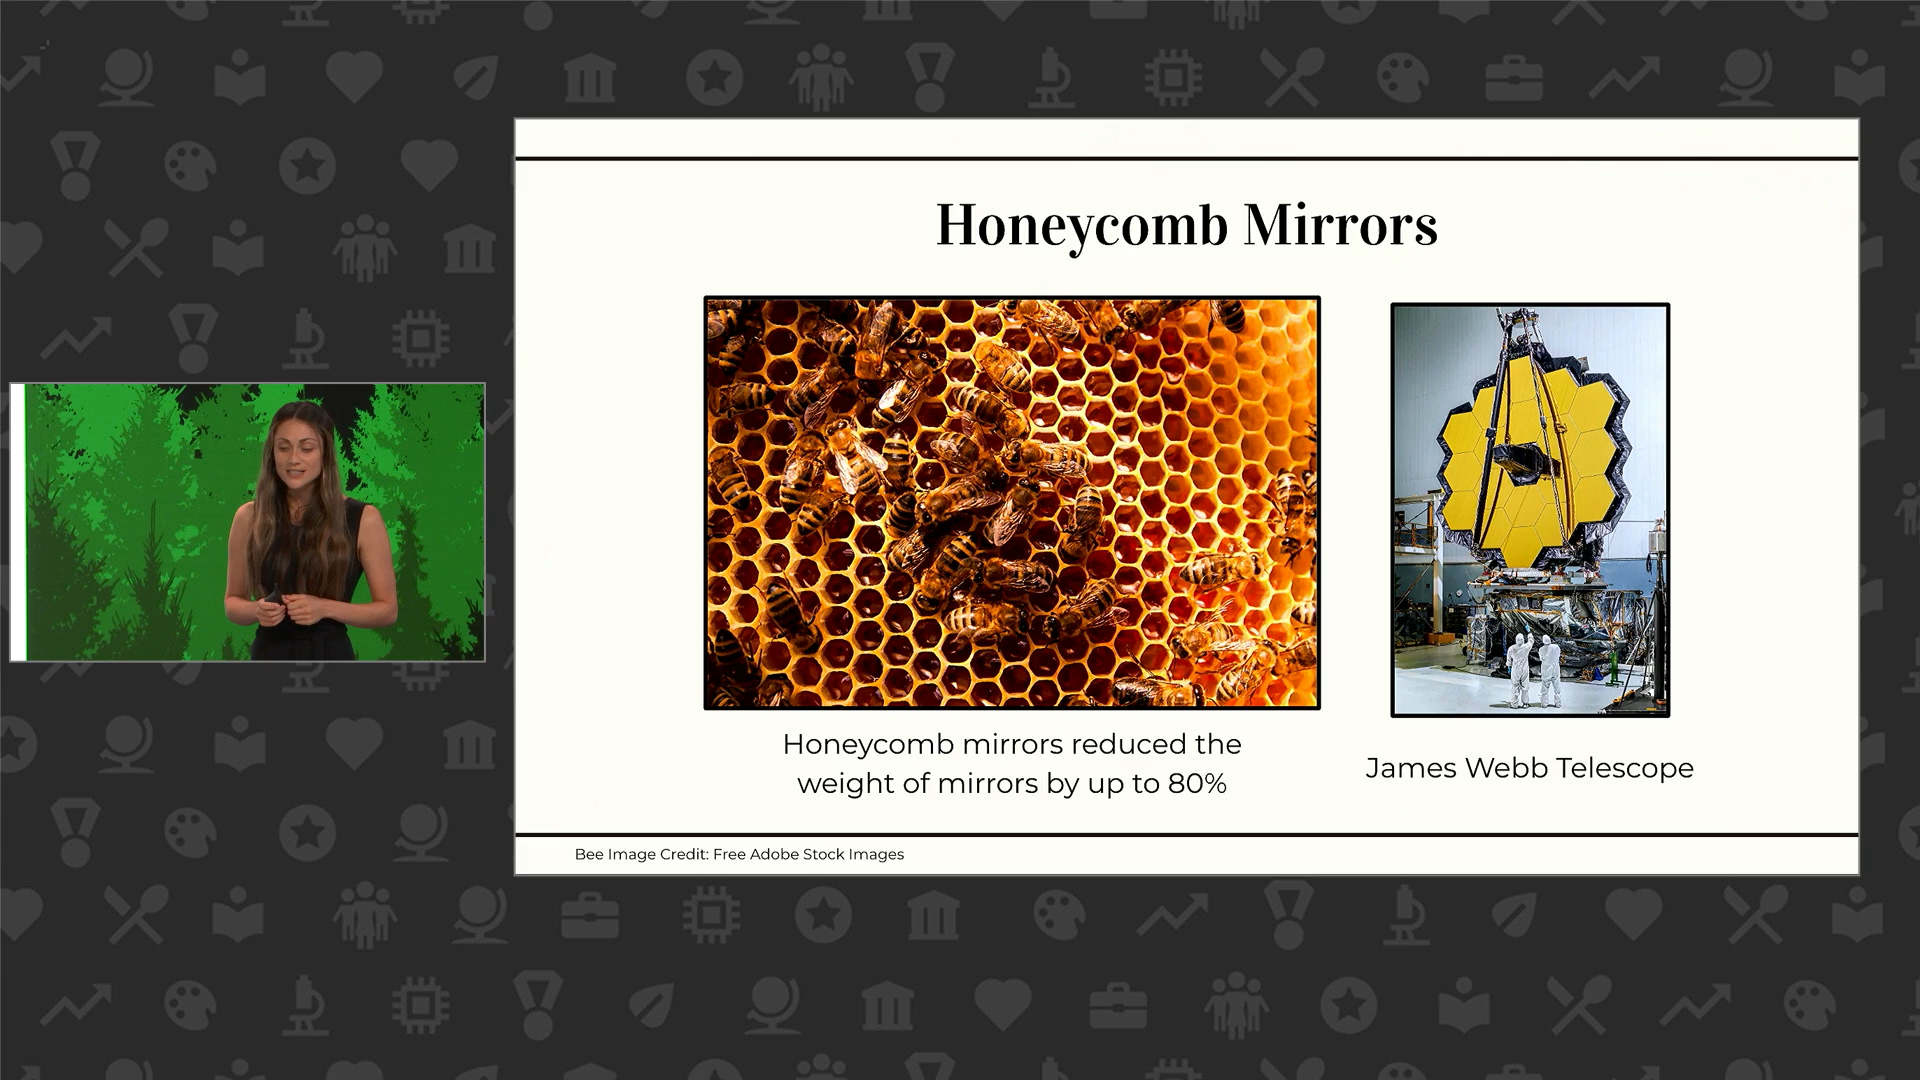 Honeycomb Mirrors
Honeycomb mirrors reduced the
weight of mirrors by up to 80%
James Webb Telescope
Bee Image Credit: Free Adobe Stock Images